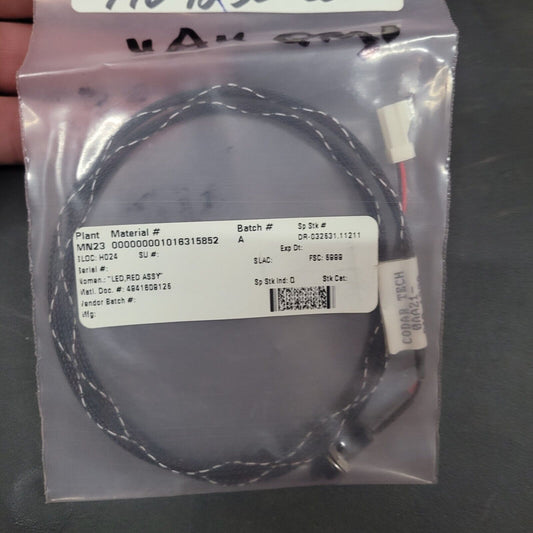 Plant Material # Batch # Sp Stk #
MN23 000000001016315852 A DR-032531.11211
SLOC: H024 SU #: Exp Dt:
Serial #: SLAC: FSC: 5999
Nomen.: "LED,RED ASSY"
Matl. Doc. #: 4941609125 Sp Stk Ind: Q Stk Cat:
Vendor Batch #:
Mfg:
CODAR TECH